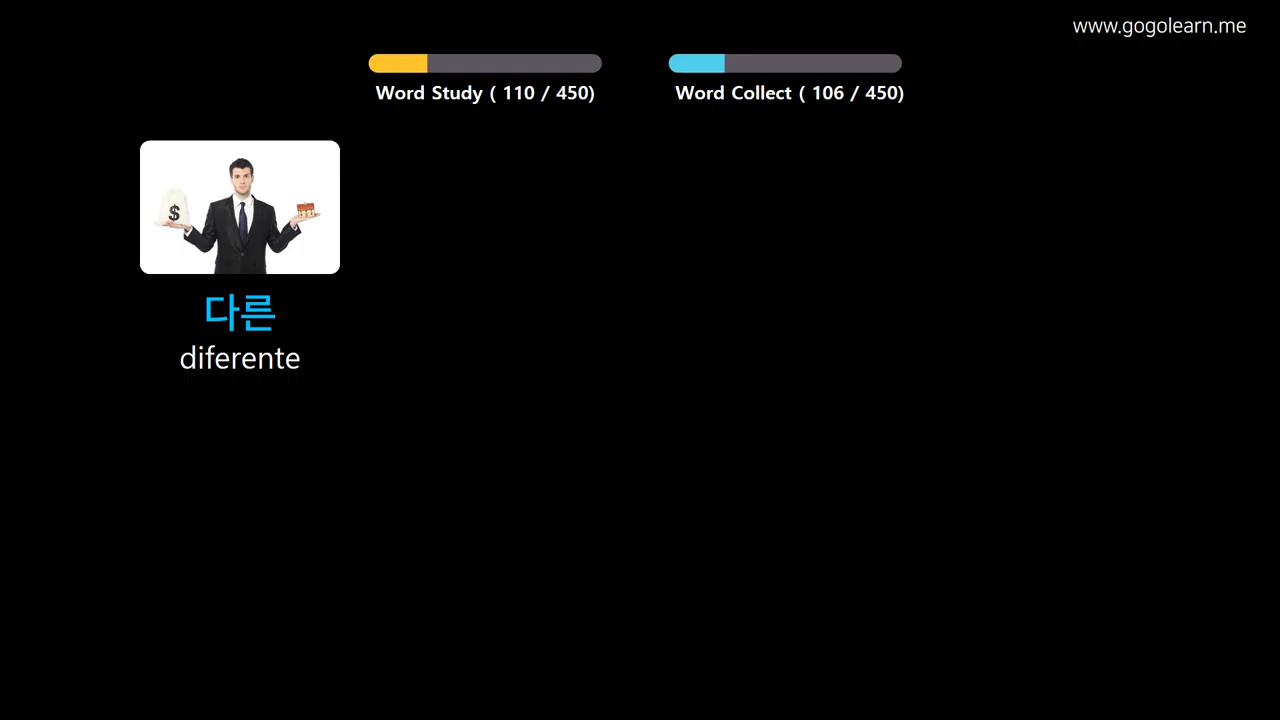 www.gogolearn.me
Word Study ( 110 / 450)
Word Collect ( 106 / 450)
$
다른
diferente